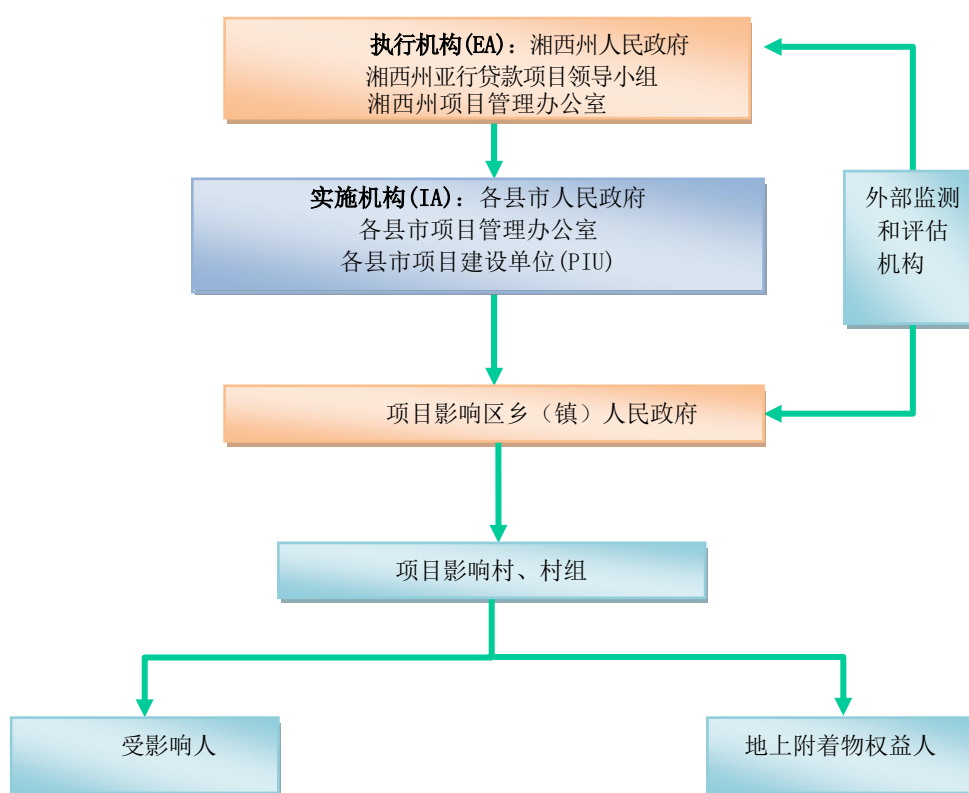 执行机构(EA)：湘西州人民政府
湘西州亚行贷款项目领导小组
湘西州项目管理办公室
实施机构(IA)：各县市人民政府
各县市项目管理办公室
各县市项目建设单位(PIU)
外部监测
和评估
机构
项目影响区乡（镇）人民政府
项目影响村、村组
受影响人
地上附着物权益人